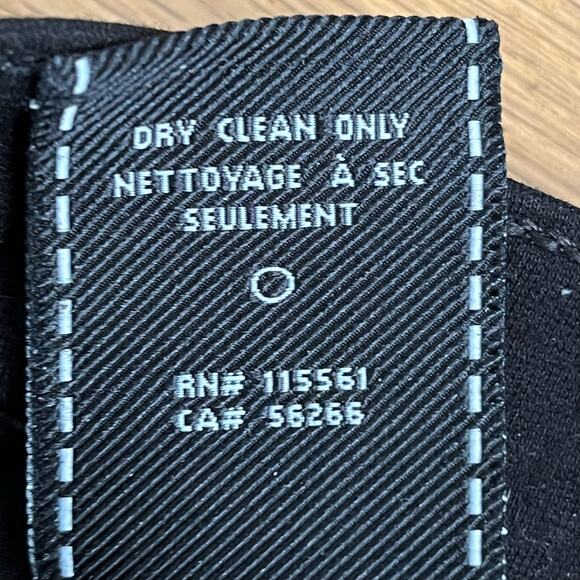 DRY CLEAN ONLY
NETTOYAGE À SEC
SEULEMENT
RN# 115561
CA# 56266